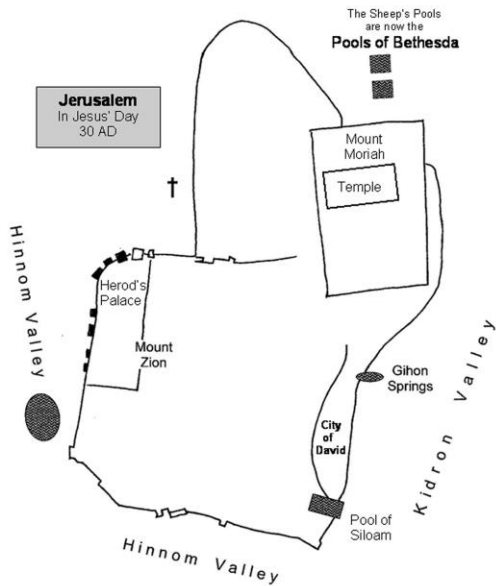 The Sheep's Pools
are now the
Pools of Bethesda
Jerusalem
In Jesus' Day
30 AD
Mount
Moriah
Temple
Hinnom Valley
Herod's
Palace
Mount
Zion
Gihon
Springs
Kidron Valley
City
of
David
Pool of
Siloam
Hinnom Valley